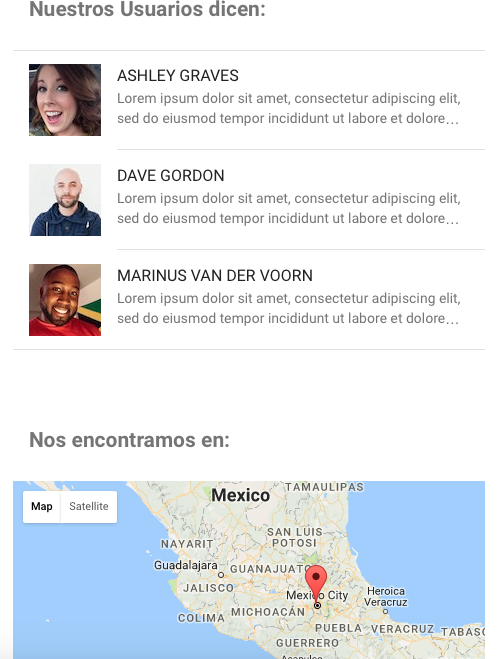 Nuestros Usuarios dicen:
ASHLEY GRAVES
Lorem ipsum dolor sit amet, consectetur adipiscing elit,
sed do eiusmod tempor incididunt ut labore et dolore...
DAVE GORDON
Lorem ipsum dolor sit amet, consectetur adipiscing elit,
sed do eiusmod tempor incididunt ut labore et dolore...
MARINUS VAN DER VOORN
Lorem ipsum dolor sit amet, consectetur adipiscing elit,
sed do eiusmod tempor incididunt ut labore et dolore...
Nos encontramos en:
Map Satellite
Mexico
TAMAULIPAS
SAN LUIS
POTOSI
NAYARIT
Guadalajara
GUANAJUATO
JALISCO
Mexico City
Heroica
Veracruz
COLIMA
MICHOACÁN
PUEBLA
VERACRUZ
TABASC
GUERRERO
Acapulco